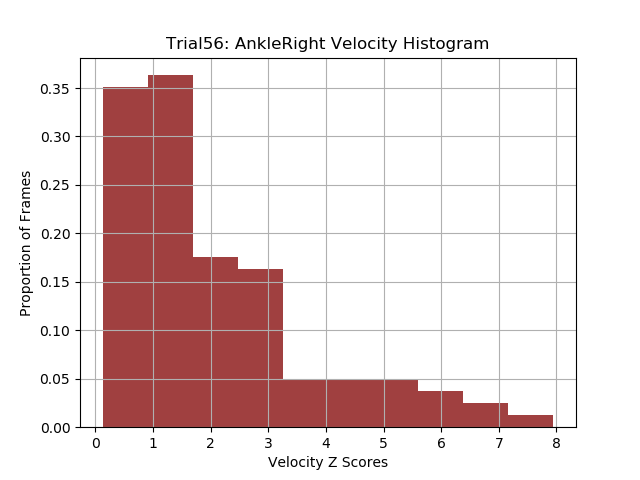 Trial56: AnkleRight Velocity Histogram
Proportion of Frames
0.35
0.30
0.25
0.20
0.15
0.10
0.05
0.00
0 1 2 3 4 5 6 7 8
Velocity Z Scores